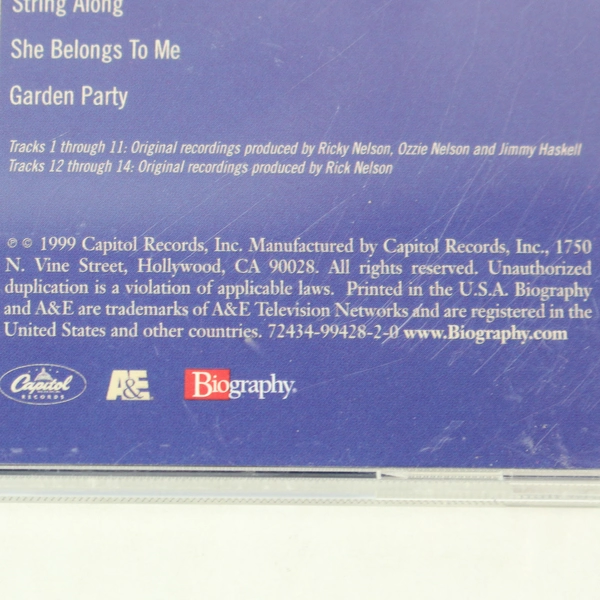 String Along
She Belongs To Me
Garden Party
Tracks 1 through 11: Original recordings produced by Ricky Nelson, Ozzie Nelson and Jimmy Haskell
Tracks 12 through 14: Original recordings produced by Rick Nelson
℗ © 1999 Capitol Records, Inc. Manufactured by Capitol Records, Inc., 1750
N. Vine Street, Hollywood, CA 90028. All rights reserved. Unauthorized
duplication is a violation of applicable laws. Printed in the U.S.A. Biography
and A&E are trademarks of A&E Television Networks and are registered in the
United States and other countries. 72434-99428-2-0 www.Biography.com
Capitol RECORDS A&E Biography®